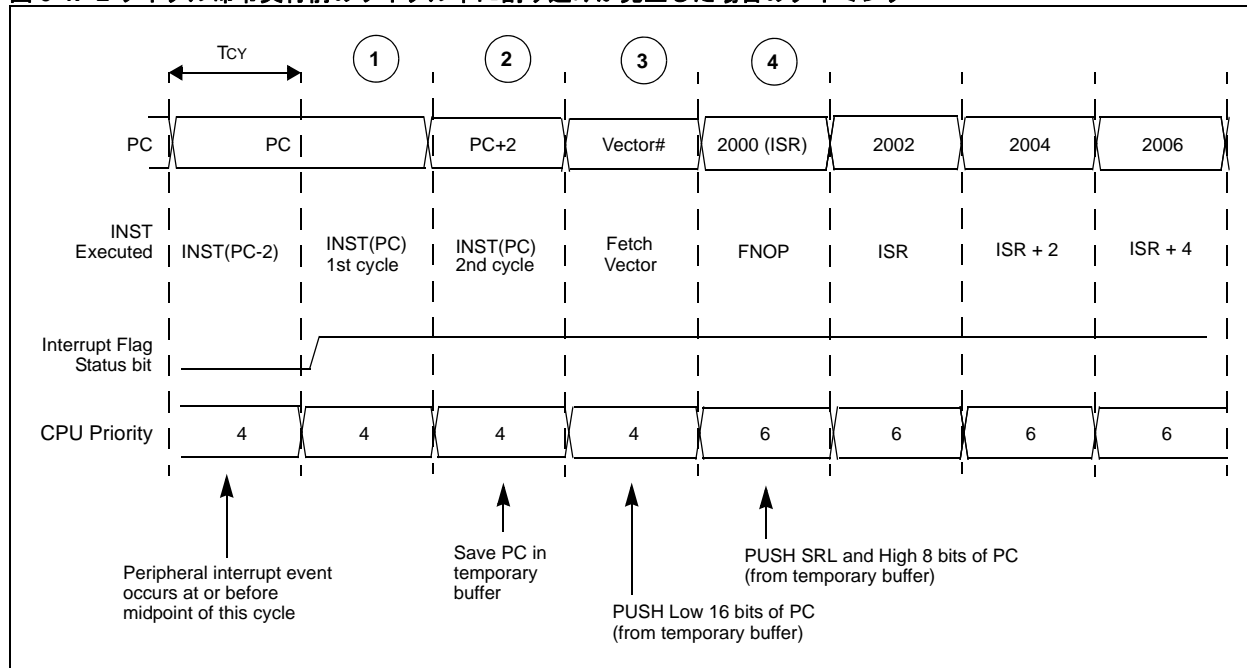 TCY
1 2 3 4
PC PC PC+2 Vector# 2000 (ISR) 2002 2004 2006
INST
Executed
INST(PC-2)
INST(PC)
1st cycle
INST(PC)
2nd cycle
Fetch
Vector
FNOP
ISR
ISR + 2
ISR + 4
Interrupt Flag
Status bit
CPU Priority 4 4 4 4 6 6 6 6
Peripheral interrupt event
occurs at or before
midpoint of this cycle
Save PC in
temporary
buffer
PUSH Low 16 bits of PC
(from temporary buffer)
PUSH SRL and High 8 bits of PC
(from temporary buffer)